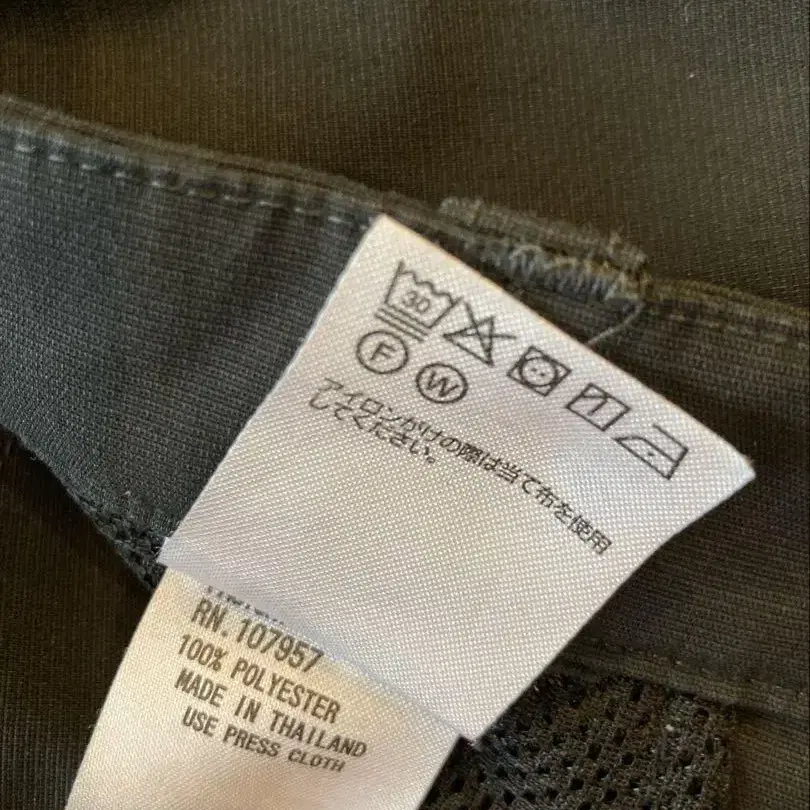 30
F W
アイロンがけの際は当て布を使用
してください。
RN. 107957
100% POLYESTER
MADE IN THAILAND
USE PRESS CLOTH